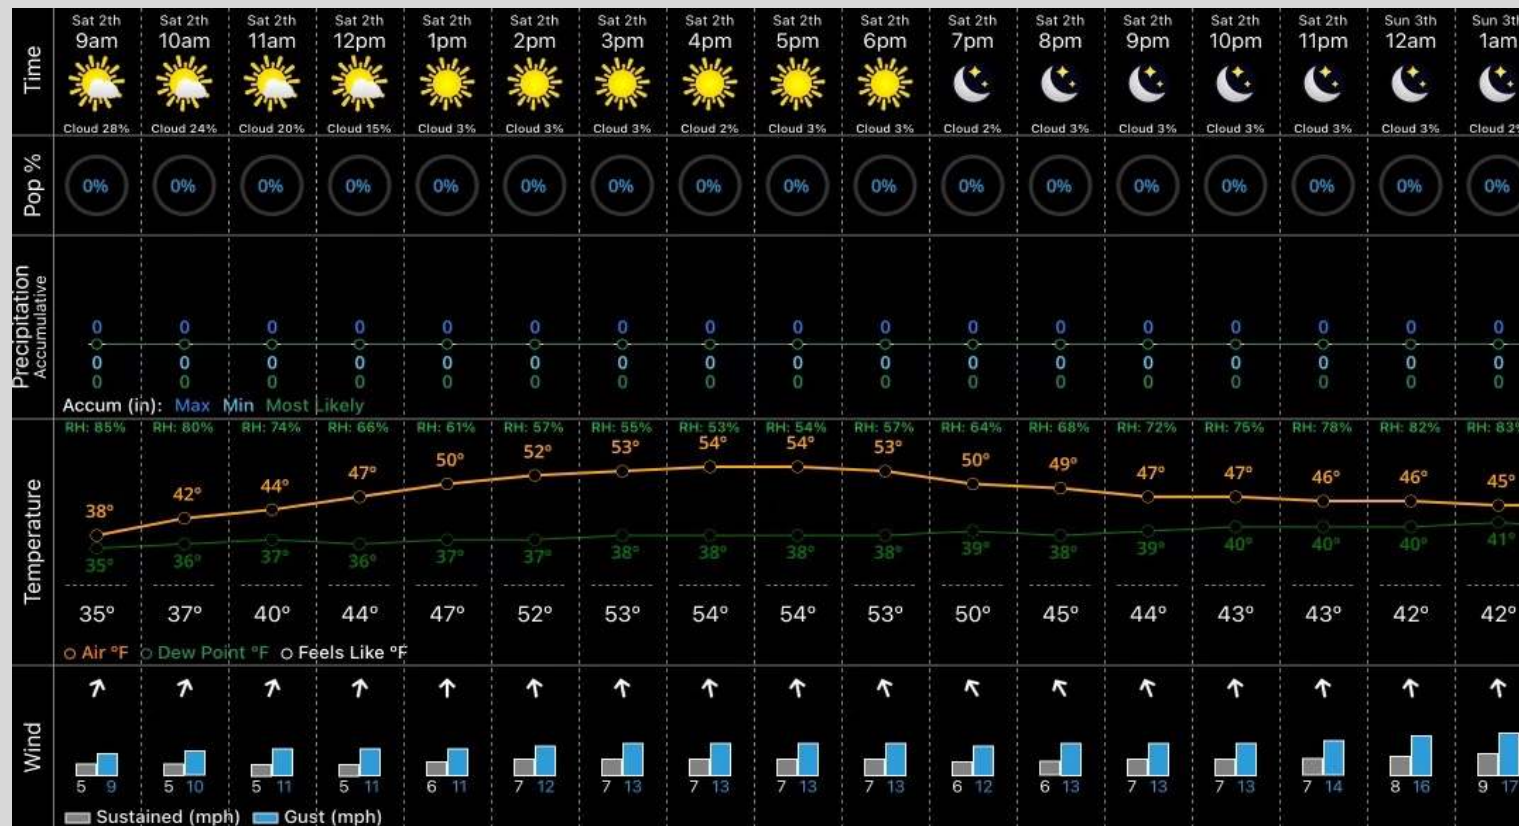 Time
Sat 2th Sat 2th Sat 2th Sat 2th Sat 2th Sat 2th Sat 2th Sat 2th Sat 2th Sat 2th Sat 2th Sat 2th Sat 2th Sat 2th Sat 2th Sun 3th Sun 3th
9am 10am 11am 12pm 1pm 2pm 3pm 4pm 5pm 6pm 7pm 8pm 9pm 10pm 11pm 12am 1am
Cloud 28% Cloud 24% Cloud 20% Cloud 15% Cloud 3% Cloud 3% Cloud 3% Cloud 2% Cloud 3% Cloud 3% Cloud 2% Cloud 3% Cloud 3% Cloud 3% Cloud 3% Cloud 3% Cloud 2%
Pop %
0% 0% 0% 0% 0% 0% 0% 0% 0% 0% 0% 0% 0% 0% 0% 0% 0%
Precipitation
Accumulative
0 0 0 0 0 0 0 0 0 0 0 0 0 0 0 0 0
0 0 0 0 0 0 0 0 0 0 0 0 0 0 0 0 0
0 0 0 0 0 0 0 0 0 0 0 0 0 0 0 0 0
Accum (in): Max Min Most Likely
Temperature
RH: 85% RH: 80% RH: 74% RH: 66% RH: 61% RH: 57% RH: 55% RH: 53% RH: 54% RH: 57% RH: 64% RH: 68% RH: 72% RH: 75% RH: 78% RH: 82% RH: 83%
38° 42° 44° 47° 50° 52° 53° 54° 54° 53° 50° 49° 47° 47° 46° 46° 45°
35° 36° 37° 36° 37° 37° 38° 38° 38° 38° 39° 38° 39° 40° 40° 40° 41°
35° 37° 40° 44° 47° 52° 53° 54° 54° 53° 50° 45° 44° 43° 43° 42° 42°
Air °F Dew Point °F Feels Like °F
Wind
5 9 5 10 5 11 5 11 6 11 7 12 7 13 7 13 7 13 7 13 6 12 6 13 7 13 7 13 7 14 8 16 9 17
Sustained (mph) Gust (mph)